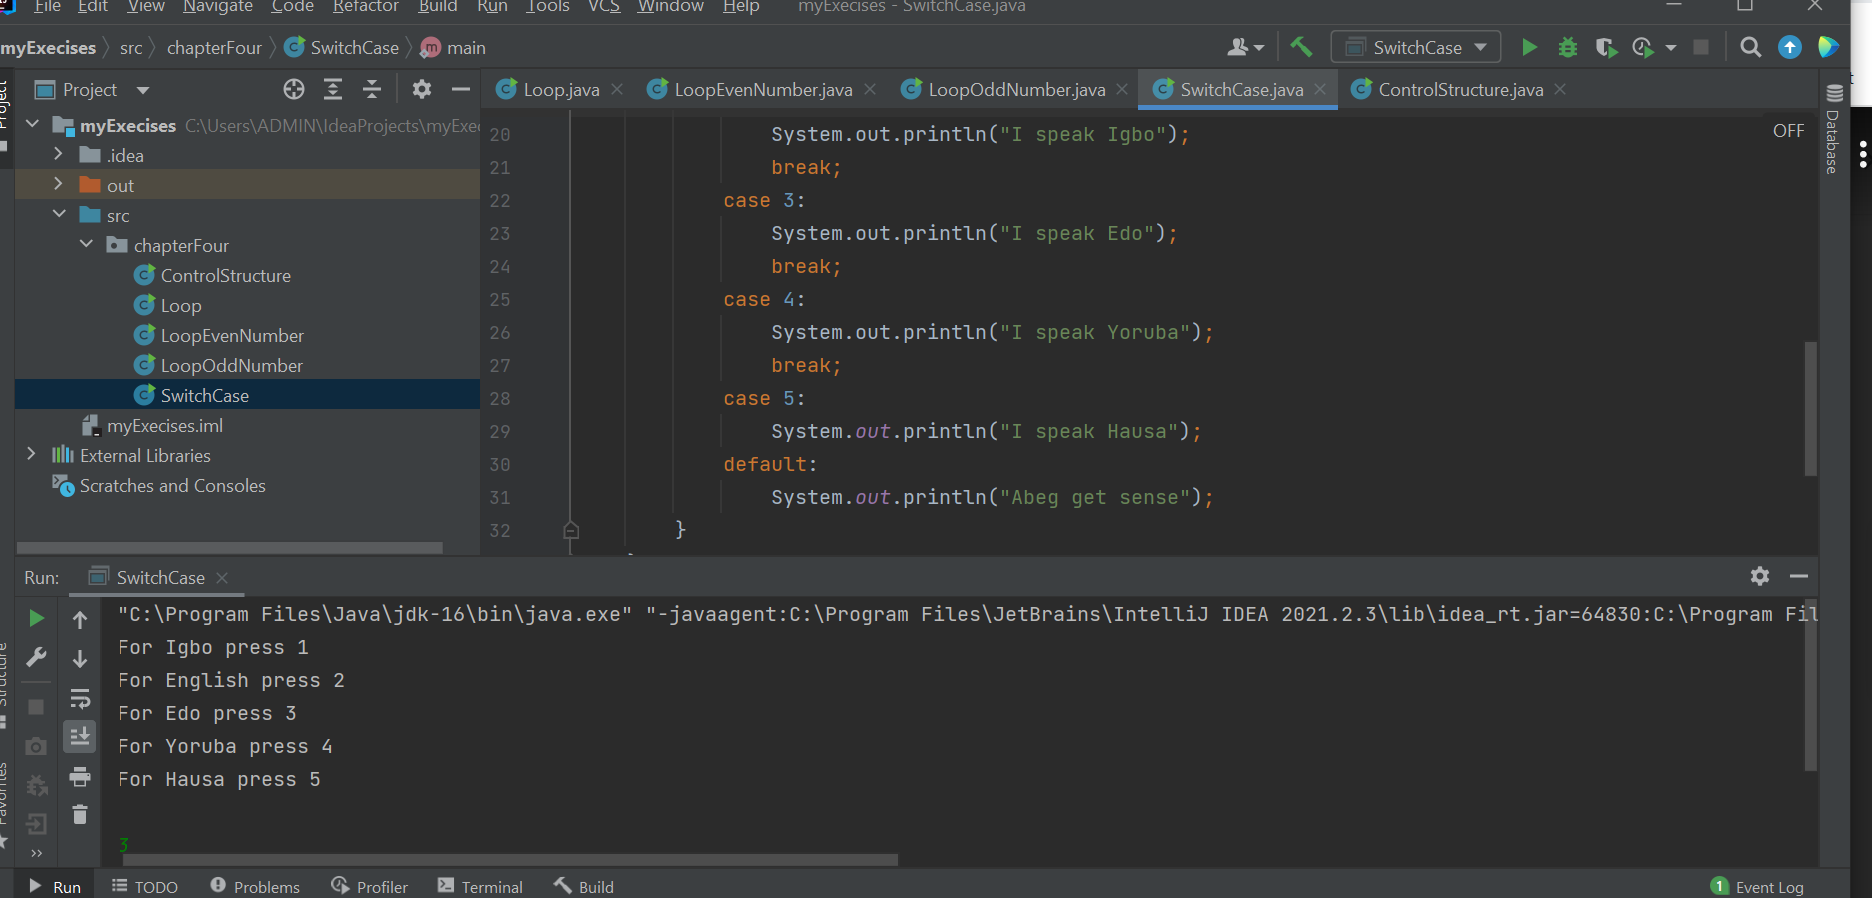 File Edit View Navigate Code Refactor Build Run Tools VCS Window Help myExecises - SwitchCase.java
myExecises src chapterFour SwitchCase main
SwitchCase
Project
Loop.java LoopEvenNumber.java LoopOddNumber.java SwitchCase.java ControlStructure.java
Project
myExecises C:\Users\ADMIN\IdeaProjects\myExec
.idea
out
src
chapterFour
ControlStructure
Loop
LoopEvenNumber
LoopOddNumber
SwitchCase
myExecises.iml
External Libraries
Scratches and Consoles
OFF
Database
20 System.out.println("I speak Igbo");
21 break;
22 case 3:
23 System.out.println("I speak Edo");
24 break;
25 case 4:
26 System.out.println("I speak Yoruba");
27 break;
28 case 5:
29 System.out.println("I speak Hausa");
30 default:
31 System.out.println("Abeg get sense");
32 }
Run: SwitchCase
"C:\Program Files\Java\jdk-16\bin\java.exe" "-javaagent:C:\Program Files\JetBrains\IntelliJ IDEA 2021.2.3\lib\idea_rt.jar=64830:C:\Program Fil
For Igbo press 1
For English press 2
For Edo press 3
For Yoruba press 4
For Hausa press 5
3
Structure
Favorites
Run TODO Problems Profiler Terminal Build 1 Event Log